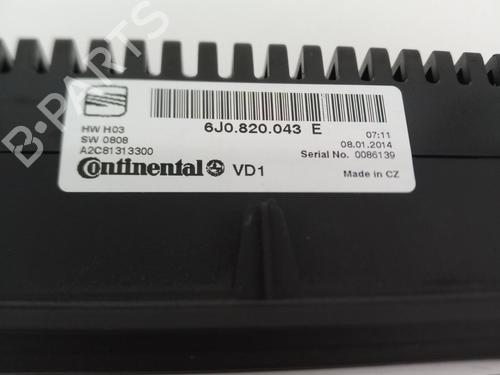 B-PARTS
6J0.820.043 E
HW H03
SW 0808
A2C81313300
07:11
08.01.2014
Serial No. 0086139
Continental VD1
Made in CZ